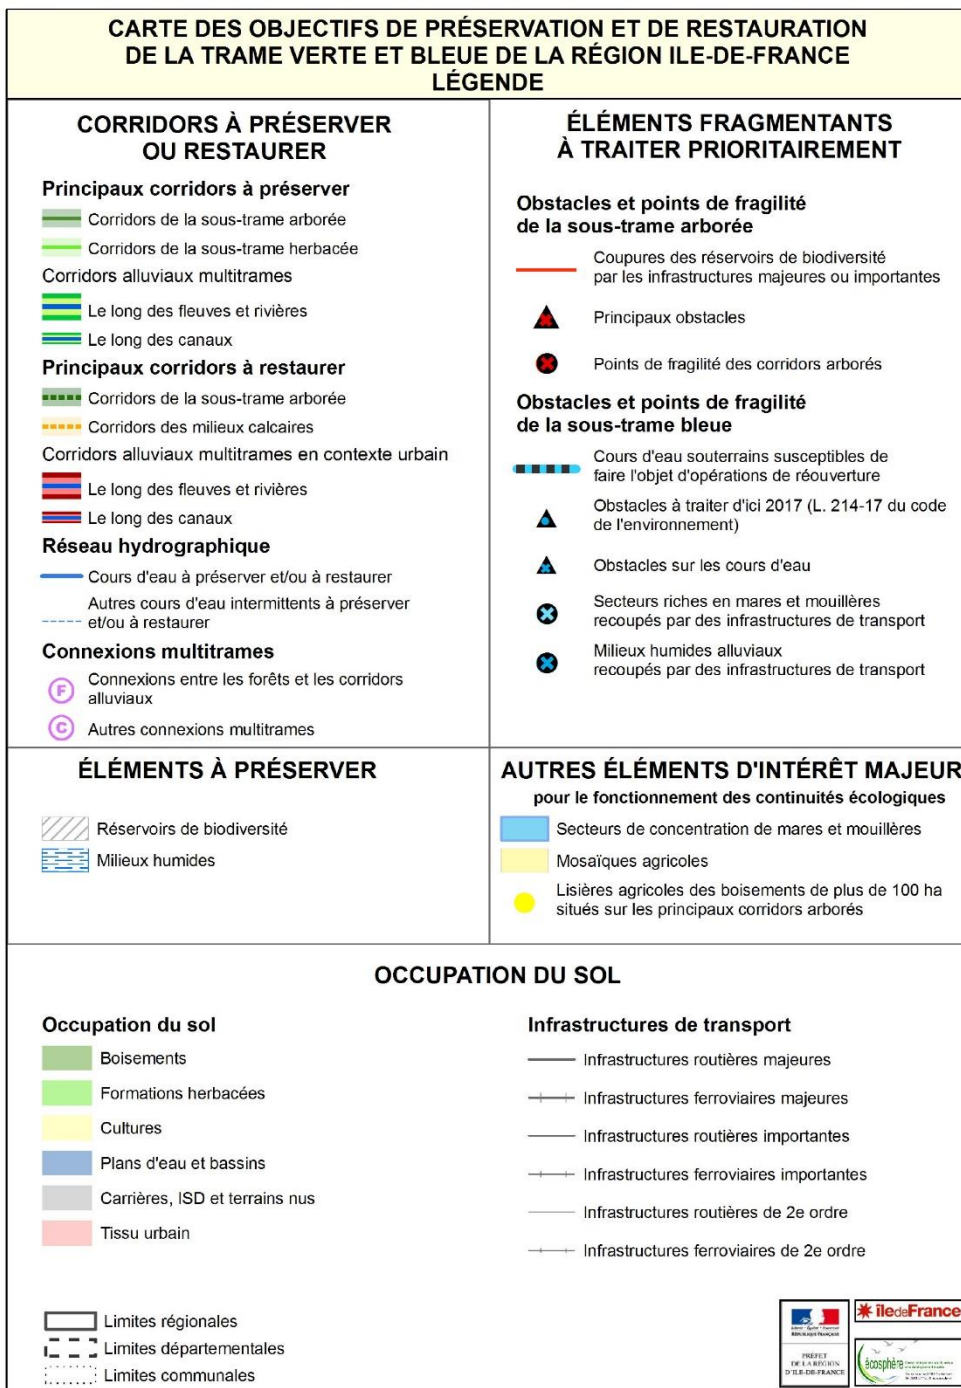 CARTE DES OBJECTIFS DE PRÉSERVATION ET DE RESTAURATION
DE LA TRAME VERTE ET BLEUE DE LA RÉGION ILE-DE-FRANCE
LÉGENDE
CORRIDORS À PRÉSERVER
OU RESTAURER
Principaux corridors à préserver
Corridors de la sous-trame arborée
Corridors de la sous-trame herbacée
Corridors alluviaux multitrames
Le long des fleuves et rivières
Le long des canaux
Principaux corridors à restaurer
Corridors de la sous-trame arborée
Corridors des milieux calcaires
Corridors alluviaux multitrames en contexte urbain
Le long des fleuves et rivières
Le long des canaux
Réseau hydrographique
Cours d'eau à préserver et/ou à restaurer
Autres cours d'eau intermittents à préserver
et/ou à restaurer
Connexions multitrames
F
Connexions entre les forêts et les corridors
alluviaux
C
Autres connexions multitrames
ÉLÉMENTS FRAGMENTANTS
À TRAITER PRIORITAIREMENT
Obstacles et points de fragilité
de la sous-trame arborée
Coupures des réservoirs de biodiversité
par les infrastructures majeures ou importantes
Principaux obstacles
Points de fragilité des corridors arborés
Obstacles et points de fragilité
de la sous-trame bleue
Cours d'eau souterrains susceptibles de
faire l'objet d'opérations de réouverture
Obstacles à traiter d'ici 2017 (L. 214-17 du code
de l'environnement)
Obstacles sur les cours d'eau
Secteurs riches en mares et mouillères
recoupés par des infrastructures de transport
Milieux humides alluviaux
recoupés par des infrastructures de transport
ÉLÉMENTS À PRÉSERVER
Réservoirs de biodiversité
Milieux humides
AUTRES ÉLÉMENTS D'INTÉRÊT MAJEUR
pour le fonctionnement des continuités écologiques
Secteurs de concentration de mares et mouillères
Mosaïques agricoles
Lisières agricoles des boisements de plus de 100 ha
situés sur les principaux corridors arborés
OCCUPATION DU SOL
Occupation du sol
Boisements
Formations herbacées
Cultures
Plans d'eau et bassins
Carrières, ISD et terrains nus
Tissu urbain
Infrastructures de transport
Infrastructures routières majeures
Infrastructures ferroviaires majeures
Infrastructures routières importantes
Infrastructures ferroviaires importantes
Infrastructures routières de 2e ordre
Infrastructures ferroviaires de 2e ordre
Limites régionales
Limites départementales
Limites communales
RÉPUBLIQUE FRANÇAISE
PRÉFET
DE LA RÉGION
D'ILE-DE-FRANCE
îledeFrance
écosphère